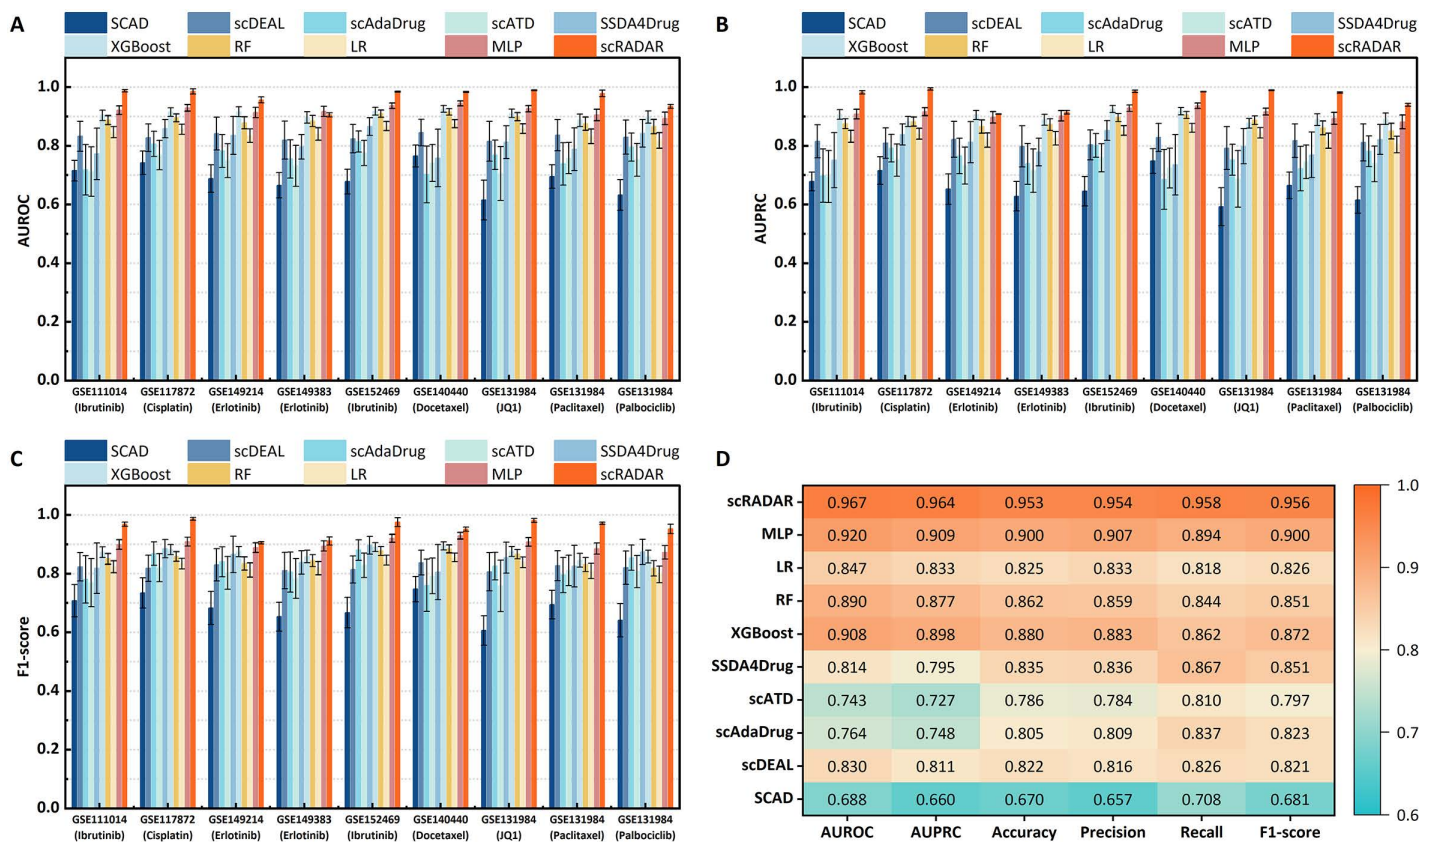 A
SCAD scDEAL scAdaDrug scATD SSDA4Drug
XGBoost RF LR MLP scRADAR
AUROC
1.0
0.8
0.6
0.4
0.2
0.0
GSE111014 GSE117872 GSE149214 GSE149383 GSE152469 GSE140440 GSE131984 GSE131984 GSE131984
(Ibrutinib) (Cisplatin) (Erlotinib) (Erlotinib) (Ibrutinib) (Docetaxel) (JQ1) (Paclitaxel) (Palbociclib)
B
SCAD scDEAL scAdaDrug scATD SSDA4Drug
XGBoost RF LR MLP scRADAR
AUPRC
1.0
0.8
0.6
0.4
0.2
0.0
GSE111014 GSE117872 GSE149214 GSE149383 GSE152469 GSE140440 GSE131984 GSE131984 GSE131984
(Ibrutinib) (Cisplatin) (Erlotinib) (Erlotinib) (Ibrutinib) (Docetaxel) (JQ1) (Paclitaxel) (Palbociclib)
C
SCAD scDEAL scAdaDrug scATD SSDA4Drug
XGBoost RF LR MLP scRADAR
F1-score
1.0
0.8
0.6
0.4
0.2
0.0
GSE111014 GSE117872 GSE149214 GSE149383 GSE152469 GSE140440 GSE131984 GSE131984 GSE131984
(Ibrutinib) (Cisplatin) (Erlotinib) (Erlotinib) (Ibrutinib) (Docetaxel) (JQ1) (Paclitaxel) (Palbociclib)
D
scRADAR 0.967 0.964 0.953 0.954 0.958 0.956
MLP 0.920 0.909 0.900 0.907 0.894 0.900
LR 0.847 0.833 0.825 0.833 0.818 0.826
RF 0.890 0.877 0.862 0.859 0.844 0.851
XGBoost 0.908 0.898 0.880 0.883 0.862 0.872
SSDA4Drug 0.814 0.795 0.835 0.836 0.867 0.851
scATD 0.743 0.727 0.786 0.784 0.810 0.797
scAdaDrug 0.764 0.748 0.805 0.809 0.837 0.823
scDEAL 0.830 0.811 0.822 0.816 0.826 0.821
SCAD 0.688 0.660 0.670 0.657 0.708 0.681
AUROC AUPRC Accuracy Precision Recall F1-score
1.0
0.9
0.8
0.7
0.6